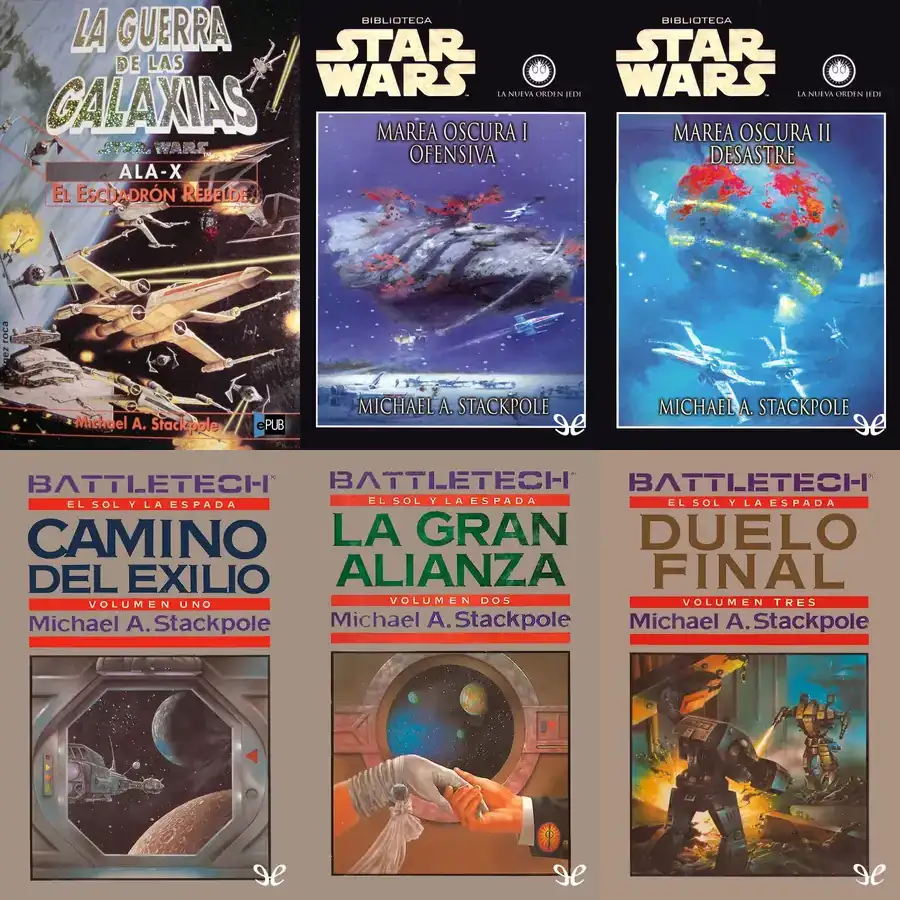 LA GUERRA
DE LAS
GALAXIAS
STAR WARS
ALA-X
EL ESCUADRÓN REBELDE
Michael A. Stackpole
ePUB
BIBLIOTECA
STAR
WARS
LA NUEVA ORDEN JEDI
MAREA OSCURA I
OFENSIVA
MICHAEL A. STACKPOLE
BIBLIOTECA
STAR
WARS
LA NUEVA ORDEN JEDI
MAREA OSCURA II
DESASTRE
MICHAEL A. STACKPOLE
BATTLETECH®
EL SOL Y LA ESPADA
CAMINO
DEL EXILIO
VOLUMEN UNO
Michael A. Stackpole
BATTLETECH®
EL SOL Y LA ESPADA
LA GRAN
ALIANZA
VOLUMEN DOS
Michael A. Stackpole
BATTLETECH®
EL SOL Y LA ESPADA
DUELO
FINAL
VOLUMEN TRES
Michael A. Stackpole